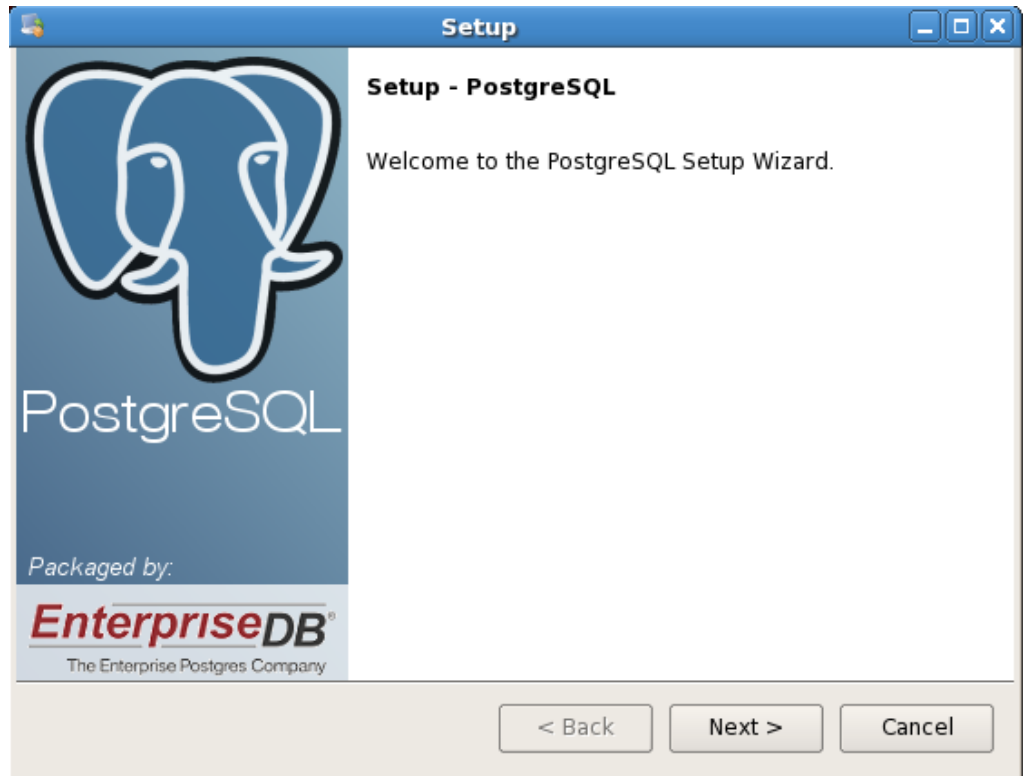 Setup
Setup - PostgreSQL
Welcome to the PostgreSQL Setup Wizard.
PostgreSQL
Packaged by:
EnterpriseDB®
The Enterprise Postgres Company
< Back
Next >
Cancel